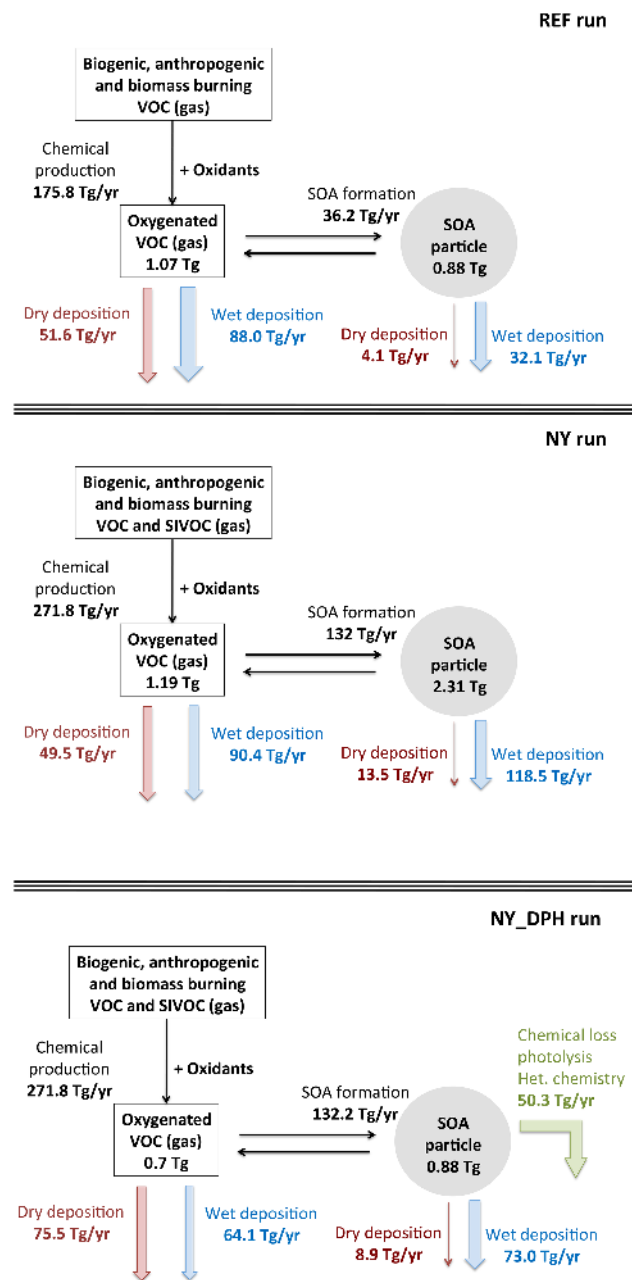 REF run
Biogenic, anthropogenic
and biomass burning
VOC (gas)
Chemical
production
175.8 Tg/yr
+ Oxidants
SOA formation
36.2 Tg/yr
Oxygenated
VOC (gas)
1.07 Tg
SOA
particle
0.88 Tg
Dry deposition
51.6 Tg/yr
Wet deposition
88.0 Tg/yr
Dry deposition
4.1 Tg/yr
Wet deposition
32.1 Tg/yr
NY run
Biogenic, anthropogenic
and biomass burning
VOC and SIVOC (gas)
Chemical
production
271.8 Tg/yr
+ Oxidants
SOA formation
132 Tg/yr
Oxygenated
VOC (gas)
1.19 Tg
SOA
particle
2.31 Tg
Dry deposition
49.5 Tg/yr
Wet deposition
90.4 Tg/yr
Dry deposition
13.5 Tg/yr
Wet deposition
118.5 Tg/yr
NY_DPH run
Biogenic, anthropogenic
and biomass burning
VOC and SIVOC (gas)
Chemical
production
271.8 Tg/yr
+ Oxidants
SOA formation
132.2 Tg/yr
Chemical loss
photolysis
Het. chemistry
50.3 Tg/yr
Oxygenated
VOC (gas)
0.7 Tg
SOA
particle
0.88 Tg
Dry deposition
75.5 Tg/yr
Wet deposition
64.1 Tg/yr
Dry deposition
8.9 Tg/yr
Wet deposition
73.0 Tg/yr